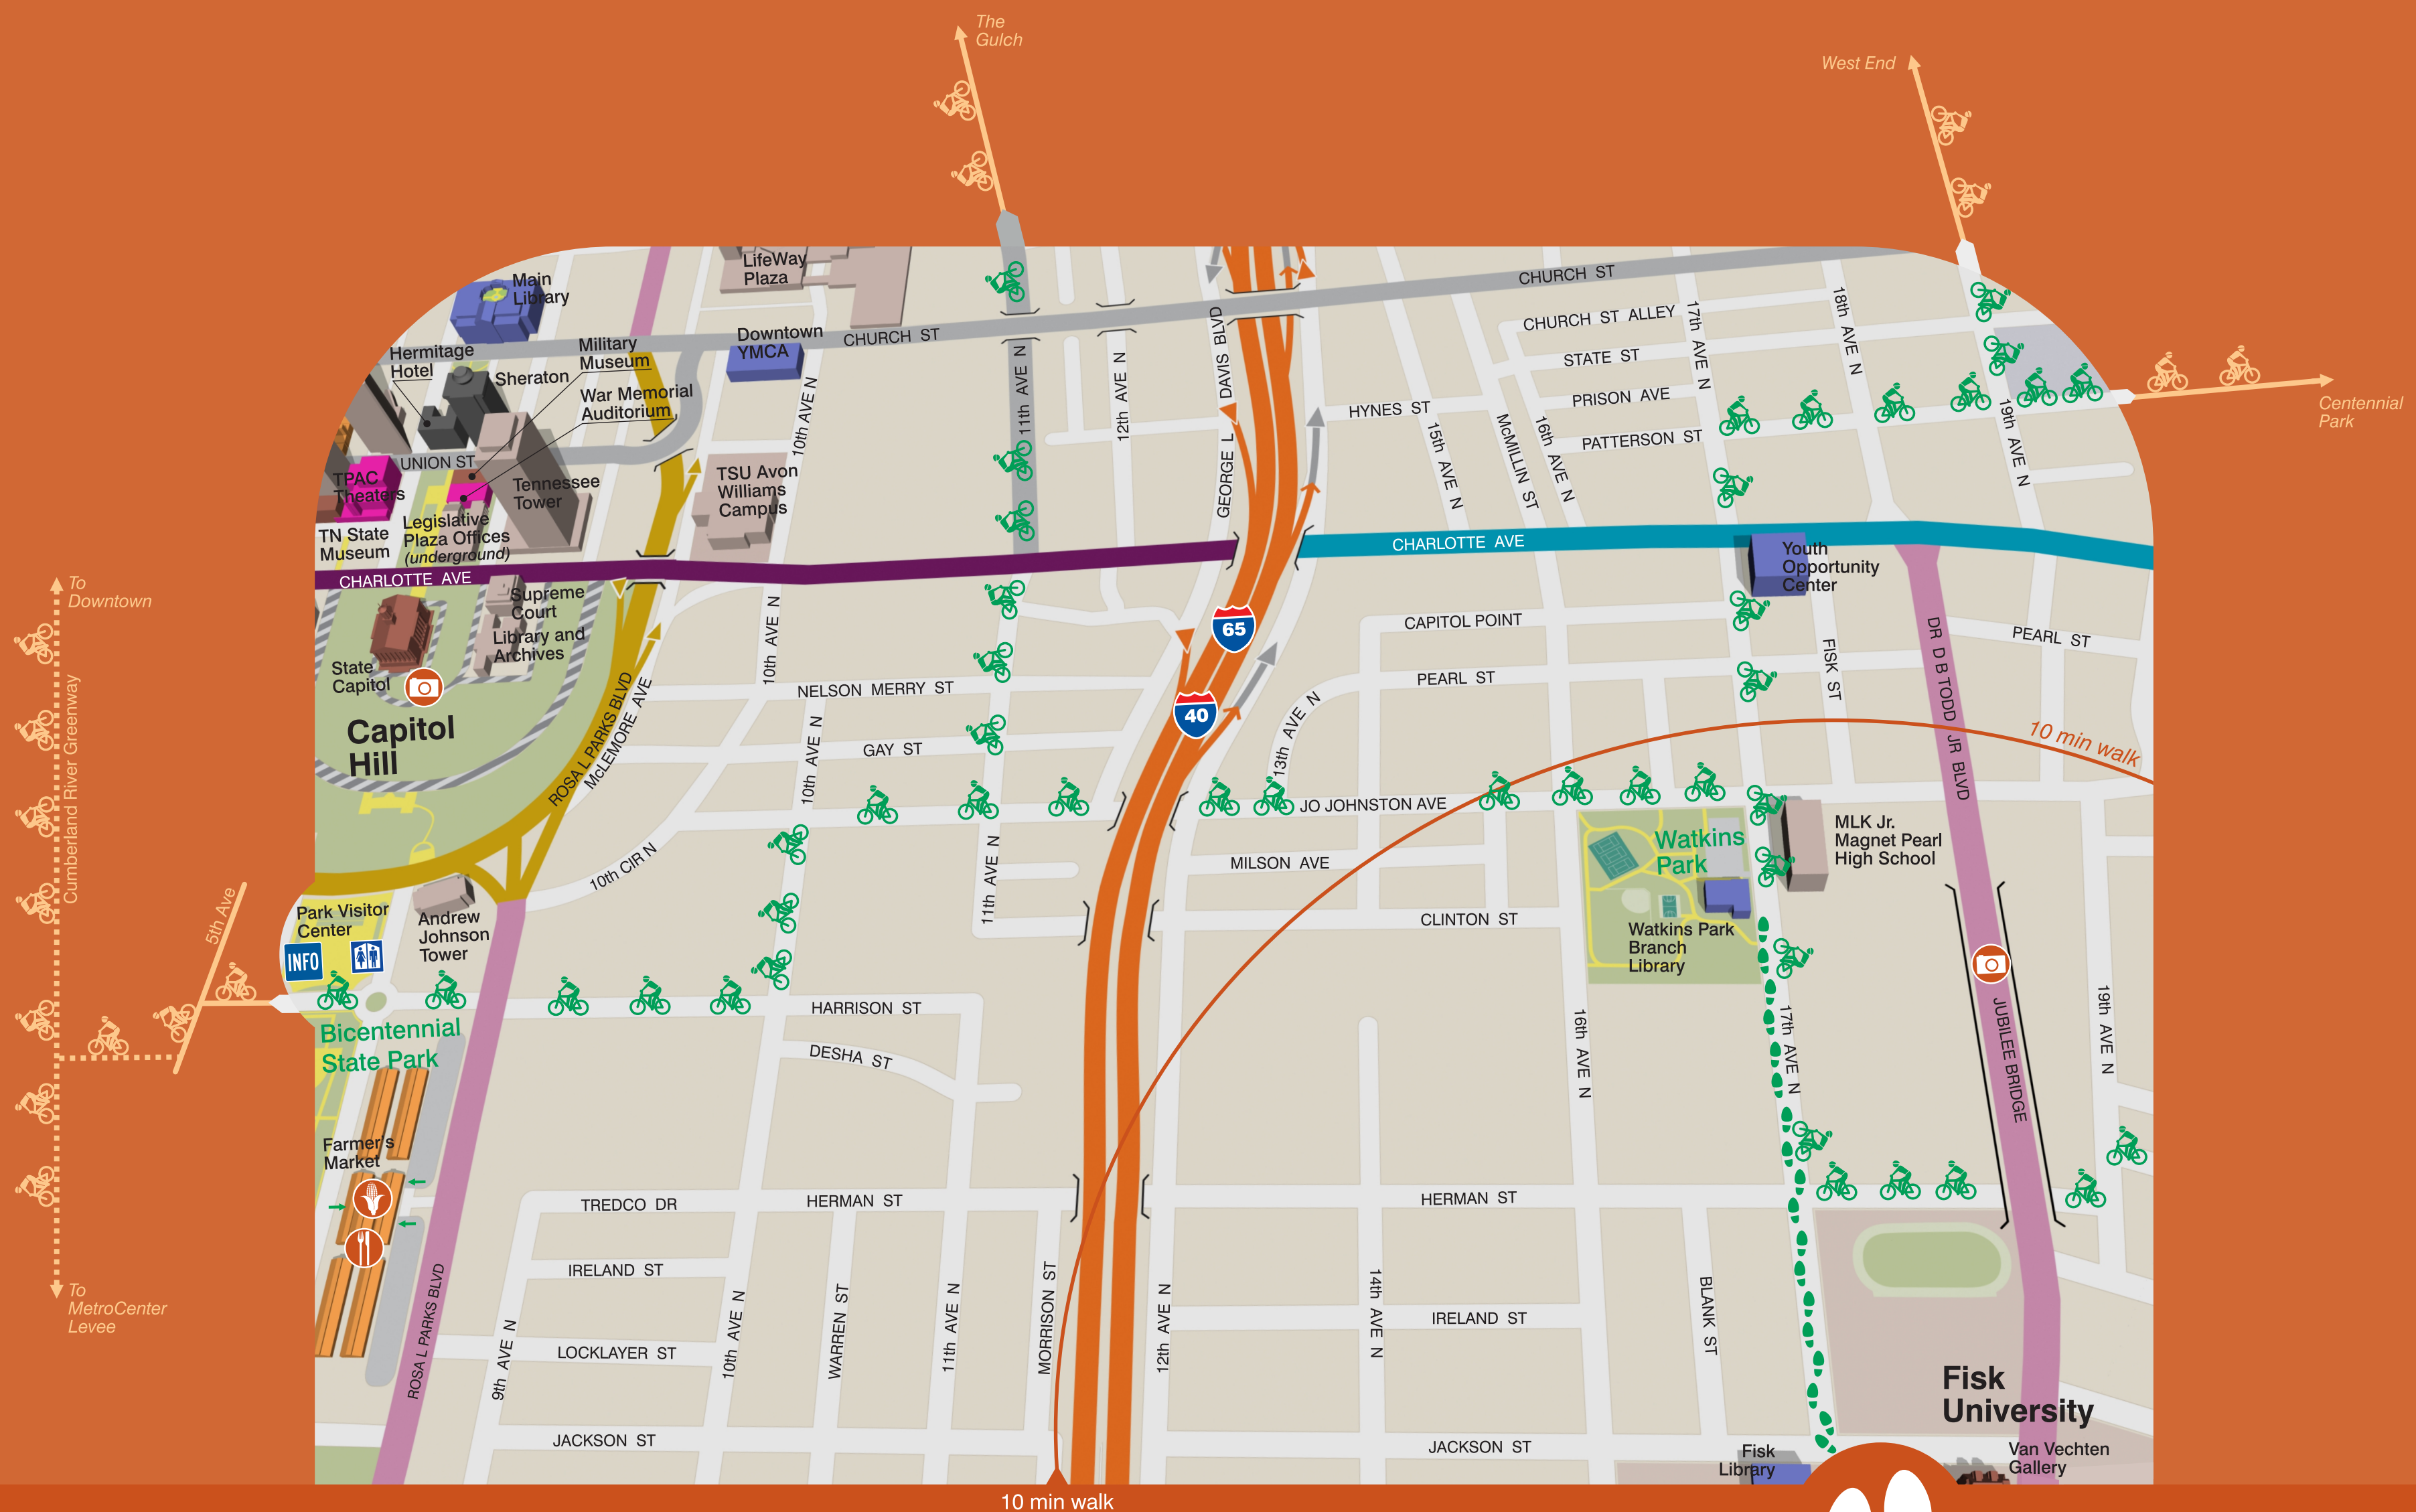 The
Gulch
West End
Centennial
Park
To
Downtown
Cumberland River Greenway
5th Ave
To
MetroCenter
Levee
Main
Library
LifeWay
Plaza
CHURCH ST
CHURCH ST
Downtown
YMCA
Hermitage
Hotel
Sheraton
Military
Museum
War Memorial
Auditorium
UNION ST
TPAC
Theaters
TN State
Museum
Legislative
Plaza Offices
(underground)
Tennessee
Tower
TSU Avon
Williams
Campus
10th AVE N
11th AVE N
12th AVE N
GEORGE L DAVIS BLVD
HYNES ST
CHURCH ST ALLEY
STATE ST
PRISON AVE
PATTERSON ST
15th AVE N
McMILLIN ST
16th AVE N
17th AVE N
18th AVE N
19th AVE N
CHARLOTTE AVE
CHARLOTTE AVE
Youth
Opportunity
Center
Supreme
Court
Library and
Archives
State
Capitol
Capitol
Hill
ROSA L PARKS BLVD
McLEMORE AVE
10th AVE N
NELSON MERRY ST
10th AVE N
GAY ST
65
40
CAPITOL POINT
PEARL ST
13th AVE N
FISK ST
DR D B TODD JR BLVD
PEARL ST
10 min walk
JO JOHNSTON AVE
MILSON AVE
CLINTON ST
10th CIR N
11th AVE N
Watkins
Park
MLK Jr.
Magnet Pearl
High School
Watkins Park
Branch
Library
Park Visitor
Center
INFO
Andrew
Johnson
Tower
Bicentennial
State Park
HARRISON ST
DESHA ST
16th AVE N
17th AVE N
JUBILEE BRIDGE
19th AVE N
Farmer's
Market
TREDCO DR
HERMAN ST
HERMAN ST
IRELAND ST
IRELAND ST
LOCKLAYER ST
ROSA L PARKS BLVD
9th AVE N
10th AVE N
WARREN ST
11th AVE N
MORRISON ST
12th AVE N
14th AVE N
BLANK ST
JACKSON ST
JACKSON ST
Fisk
University
Fisk
Library
Van Vechten
Gallery
10 min walk